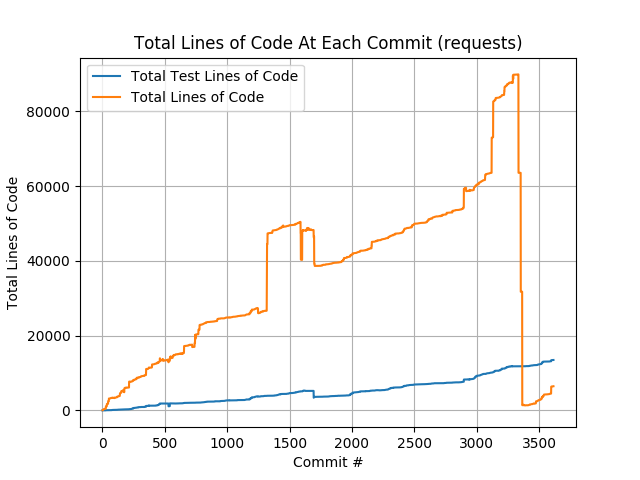 Total Lines of Code At Each Commit (requests)
Total Test Lines of Code
Total Lines of Code
80000
60000
40000
20000
0
Total Lines of Code
0 500 1000 1500 2000 2500 3000 3500
Commit #